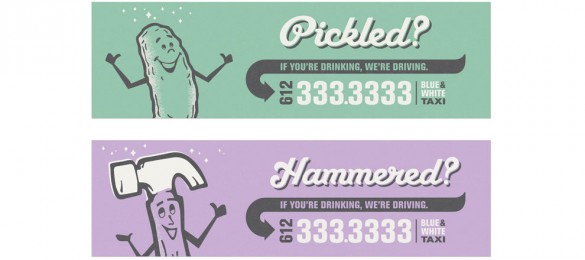 Pickled?
IF YOU'RE DRINKING, WE'RE DRIVING.
612 333.3333 BLUE & WHITE TAXI
Hammered?
IF YOU'RE DRINKING, WE'RE DRIVING.
612 333.3333 BLUE & WHITE TAXI